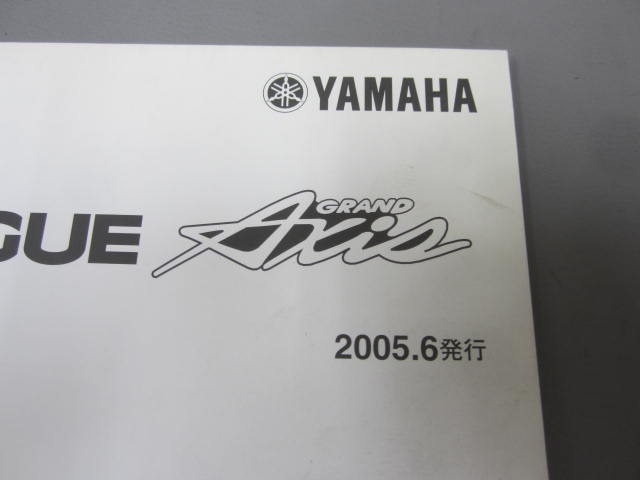 YAMAHA
GUE
GRAND
Axis
2005.6発行